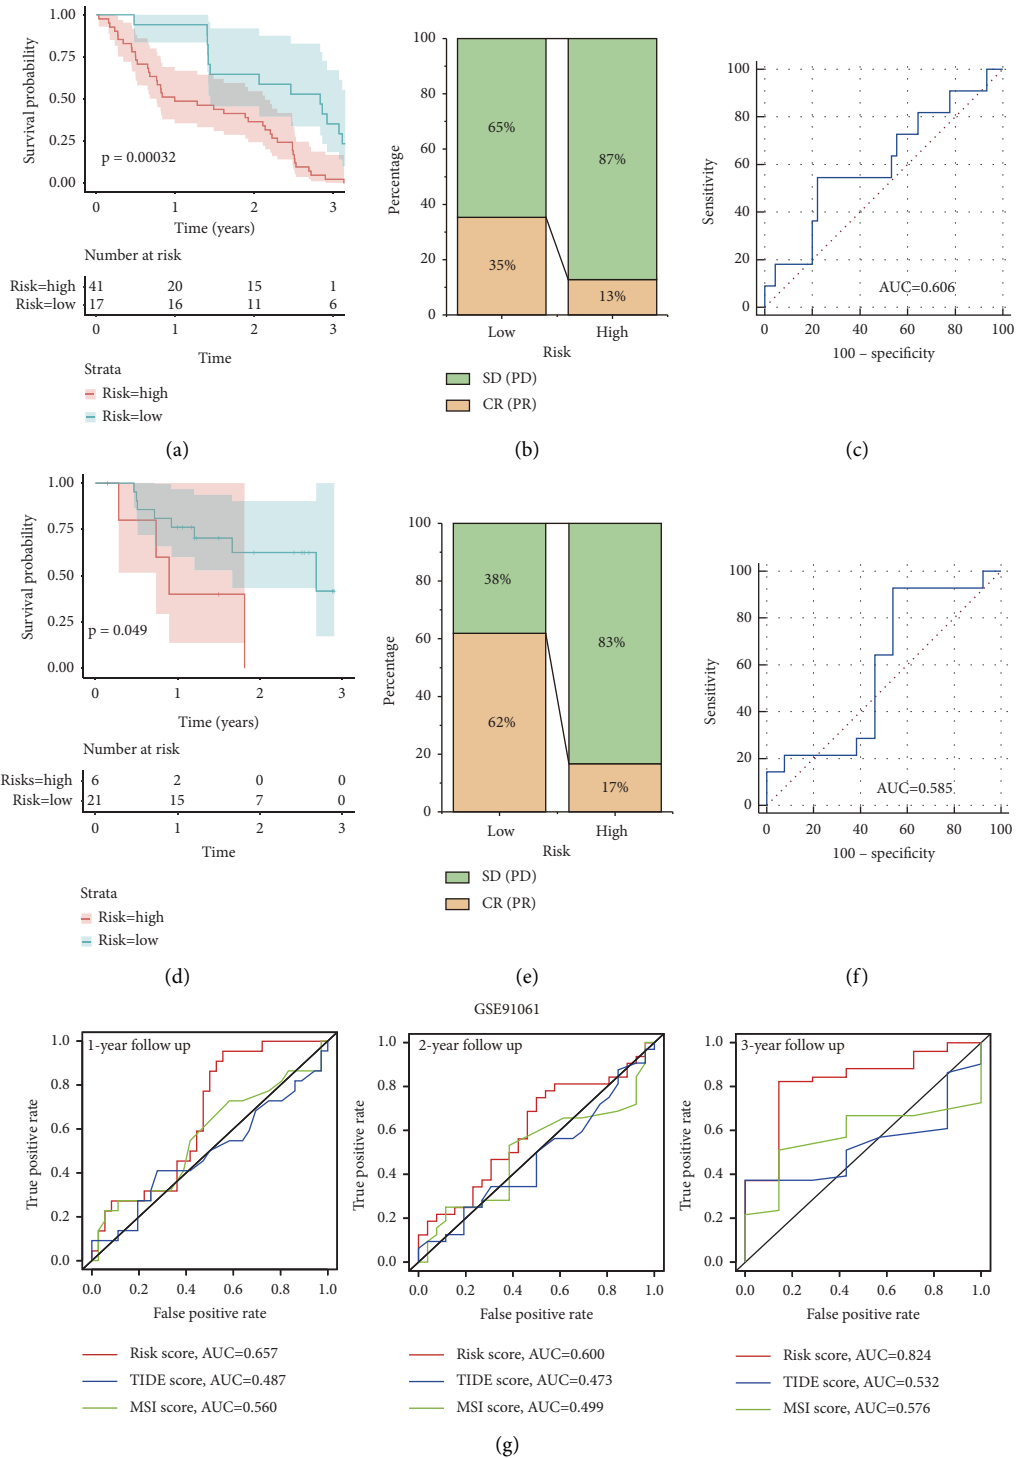 1.00
0.75
0.50
0.25
0.00
Survival probability
p = 0.00032
0 1 2 3
Time (years)
Number at risk
Risk=high 41 20 15 1
Risk=low 17 16 11 6
0 1 2 3
Time
Strata
Risk=high
Risk=low
(a)
100
80
60
40
20
0
Percentage
65%
87%
35%
13%
Low High
Risk
SD (PD)
CR (PR)
(b)
100
80
60
40
20
0
Sensitivity
AUC=0.606
0 20 40 60 80 100
100 – specificity
(c)
1.00
0.75
0.50
0.25
0.00
Survival probability
p = 0.049
0 1 2 3
Time (years)
Number at risk
Risks=high 6 2 0 0
Risk=low 21 15 7 0
0 1 2 3
Time
Strata
Risk=high
Risk=low
(d)
100
80
60
40
20
0
Percentage
38%
83%
62%
17%
Low High
Risk
SD (PD)
CR (PR)
(e)
100
80
60
40
20
0
Sensitivity
AUC=0.585
0 20 40 60 80 100
100 – specificity
(f)
GSE91061
1-year follow up
1.0
0.8
0.6
0.4
0.2
0.0
True positive rate
0.0 0.2 0.4 0.6 0.8 1.0
False positive rate
Risk score, AUC=0.657
TIDE score, AUC=0.487
MSI score, AUC=0.560
2-year follow up
1.0
0.8
0.6
0.4
0.2
0.0
True positive rate
0.0 0.2 0.4 0.6 0.8 1.0
False positive rate
Risk score, AUC=0.600
TIDE score, AUC=0.473
MSI score, AUC=0.499
3-year follow up
1.0
0.8
0.6
0.4
0.2
0.0
True positive rate
0.0 0.2 0.4 0.6 0.8 1.0
False positive rate
Risk score, AUC=0.824
TIDE score, AUC=0.532
MSI score, AUC=0.576
(g)